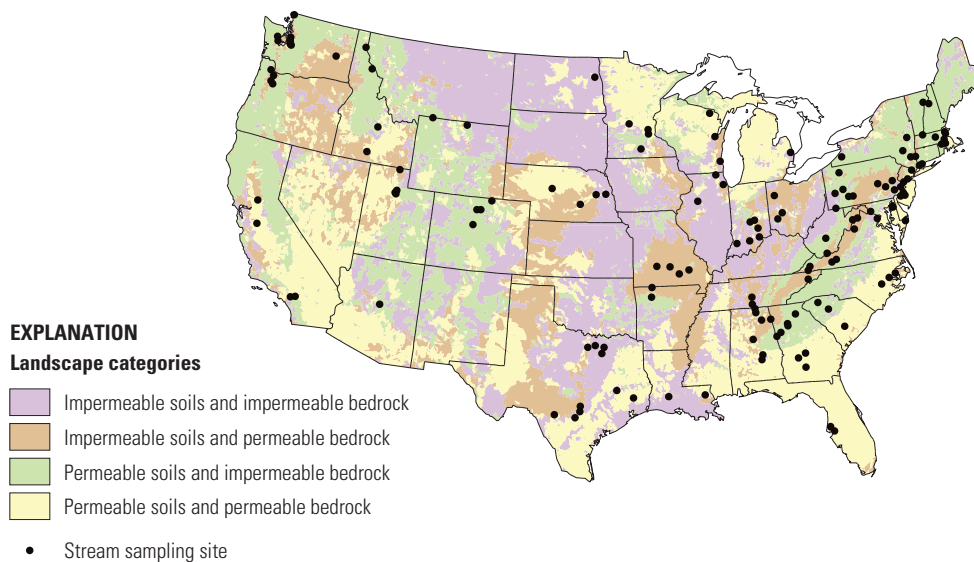 EXPLANATION
Landscape categories
Impermeable soils and impermeable bedrock
Impermeable soils and permeable bedrock
Permeable soils and impermeable bedrock
Permeable soils and permeable bedrock
Stream sampling site